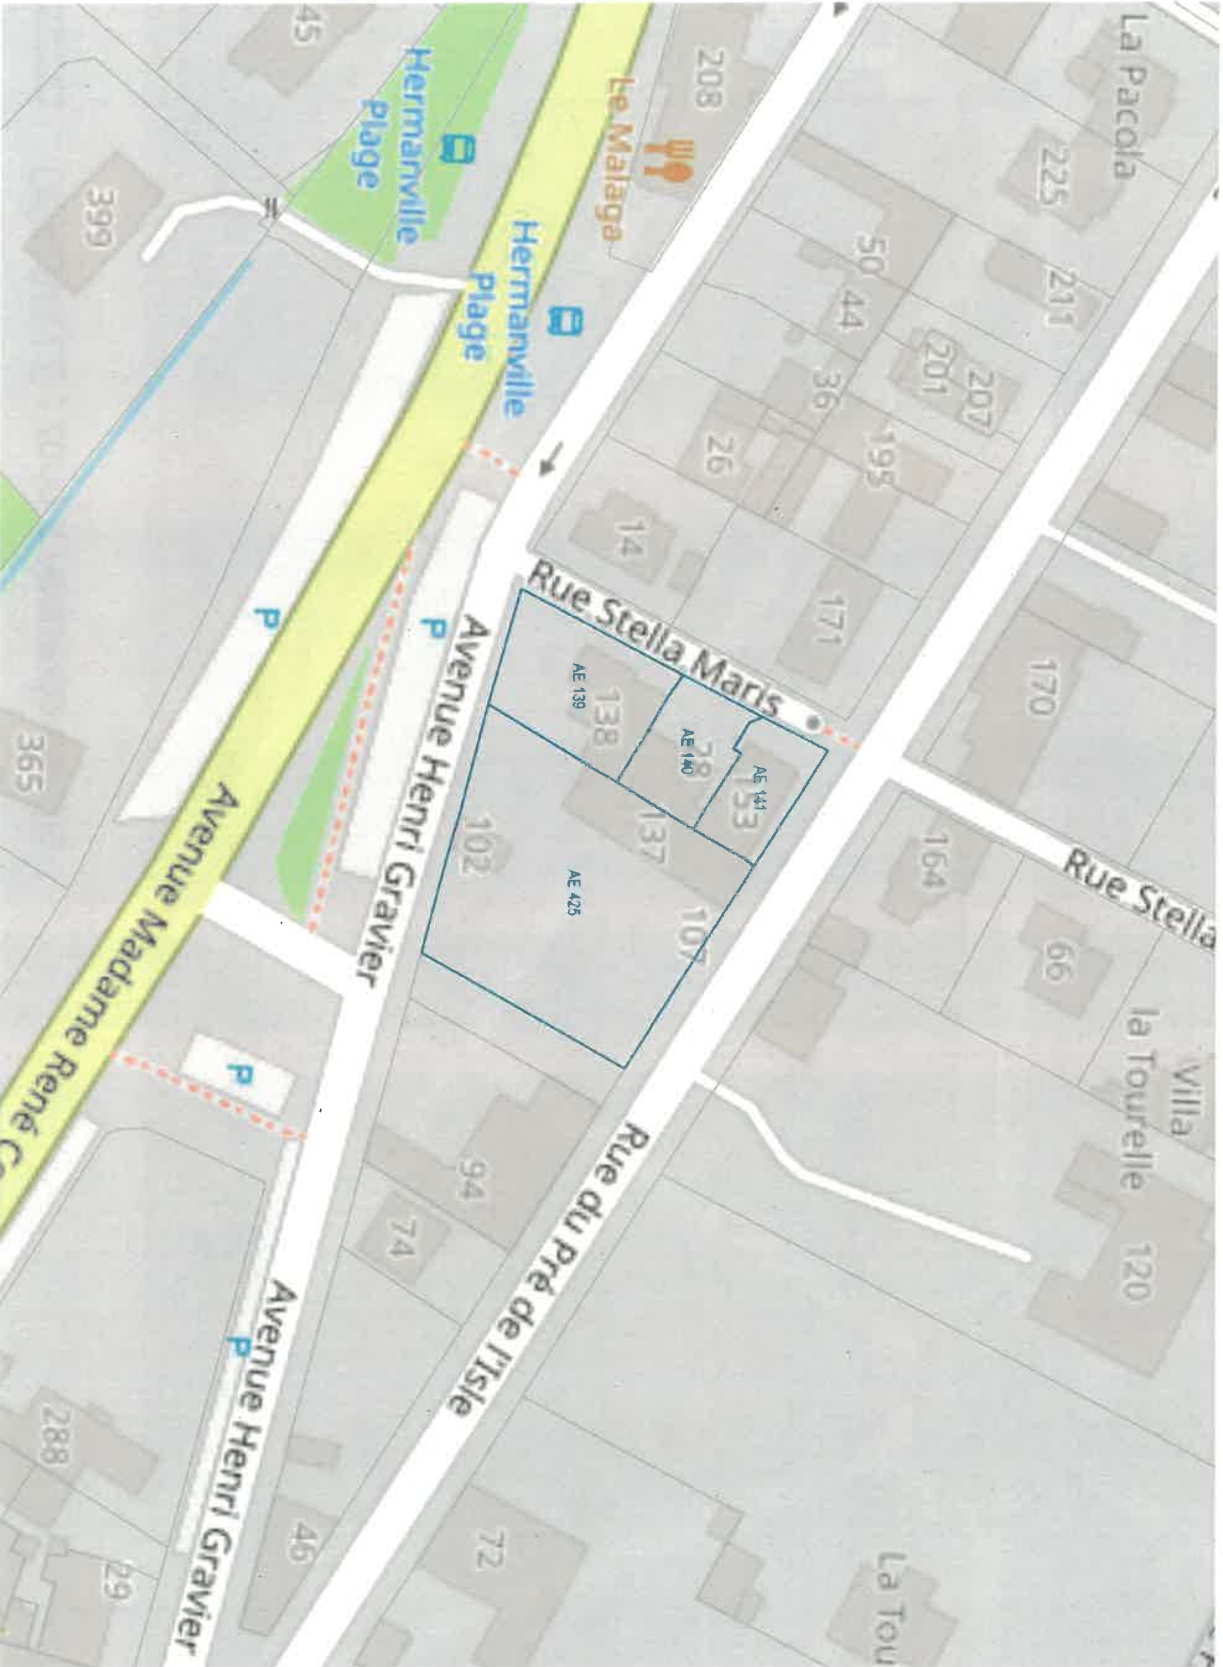 Villa
la Tourelle
La Pacola
Rue Stella
120
225
211
66
170
207
201
164
La Tou
195
50
44
36
171
26
208
14
Le Malaga
Rue Stella Maris
AE 141
133
AE 140
28
107
137
138
AE 139
AE 425
Rue du Pré de l'Isle
Hermanville
Plage
Hermanville
Plage
102
94
74
72
P
Avenue Henri Gravier
45
46
P
P
P
Avenue Henri Gravier
Avenue Madame René C
399
365
288
29